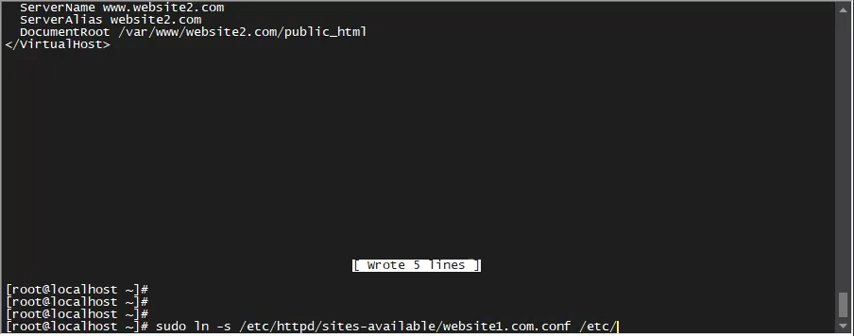 ServerName www.website2.com
ServerAlias website2.com
DocumentRoot /var/www/website2.com/public_html
</VirtualHost>
[ Wrote 5 lines ]
[root@localhost ~]#
[root@localhost ~]#
[root@localhost ~]#
[root@localhost ~]# sudo ln -s /etc/httpd/sites-available/website1.com.conf /etc/